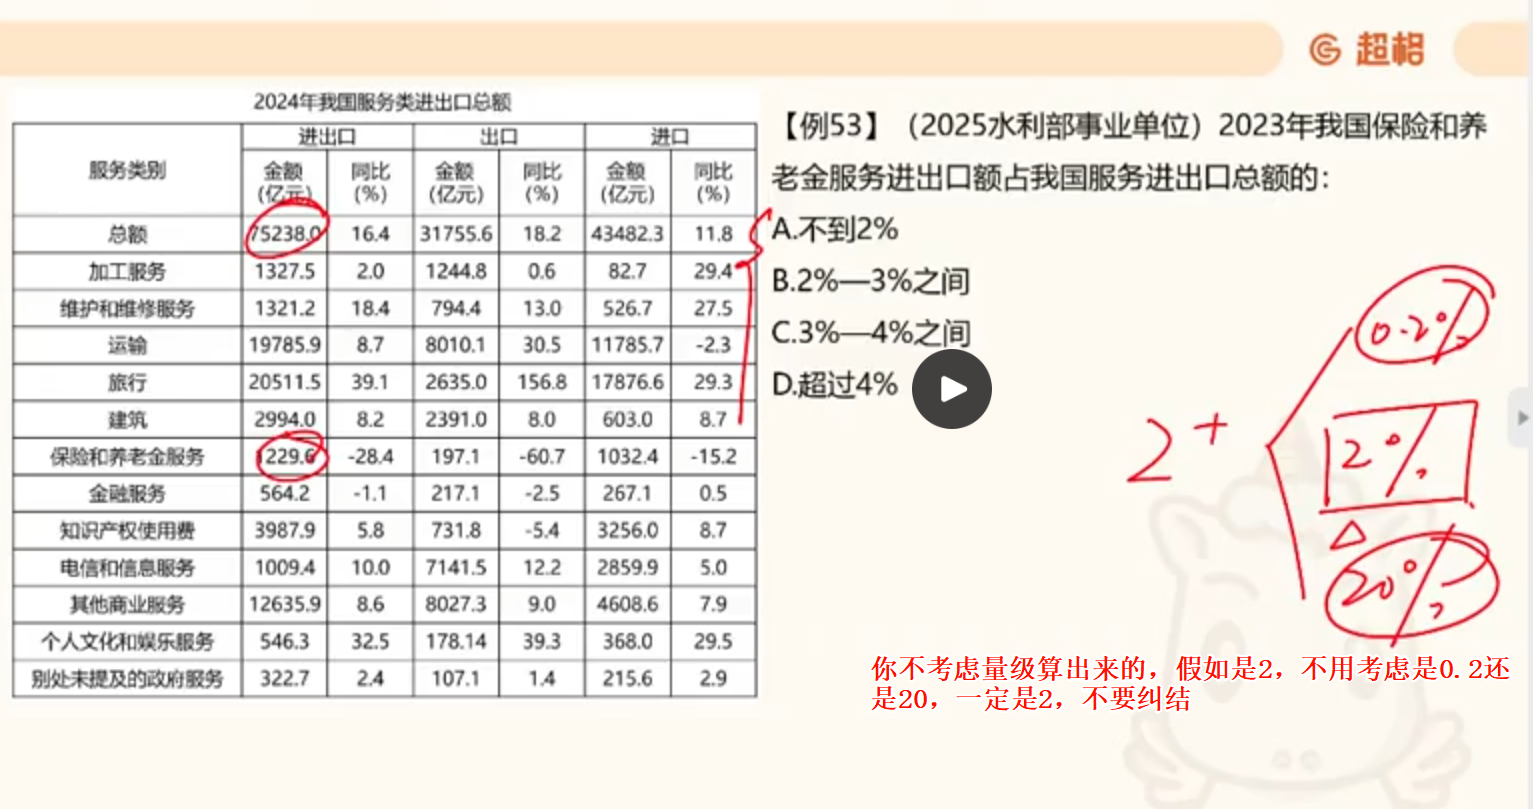 超格
2024年我国服务类进出口总额
服务类别 进出口 出口 进口
金额(亿元) 同比(%) 金额(亿元) 同比(%) 金额(亿元) 同比(%)
总额 75238.0 16.4 31755.6 18.2 43482.3 11.8
加工服务 1327.5 2.0 1244.8 0.6 82.7 29.4
维护和维修服务 1321.2 18.4 794.4 13.0 526.7 27.5
运输 19785.9 8.7 8010.1 30.5 11785.7 -2.3
旅行 20511.5 39.1 2635.0 156.8 17876.6 29.3
建筑 2994.0 8.2 2391.0 8.0 603.0 8.7
保险和养老金服务 1229.6 -28.4 197.1 -60.7 1032.4 -15.2
金融服务 564.2 -1.1 217.1 -2.5 267.1 0.5
知识产权使用费 3987.9 5.8 731.8 -5.4 3256.0 8.7
电信和信息服务 1009.4 10.0 7141.5 12.2 2859.9 5.0
其他商业服务 12635.9 8.6 8027.3 9.0 4608.6 7.9
个人文化和娱乐服务 546.3 32.5 178.14 39.3 368.0 29.5
别处未提及的政府服务 322.7 2.4 107.1 1.4 215.6 2.9
【例53】（2025水利部事业单位）2023年我国保险和养
老金服务进出口额占我国服务进出口总额的：
A.不到2%
B.2%—3%之间
C.3%—4%之间
D.超过4%
0.2%
2+
2%
20%
你不考虑量级算出来的，假如是2，不用考虑是0.2还
是20，一定是2，不要纠结